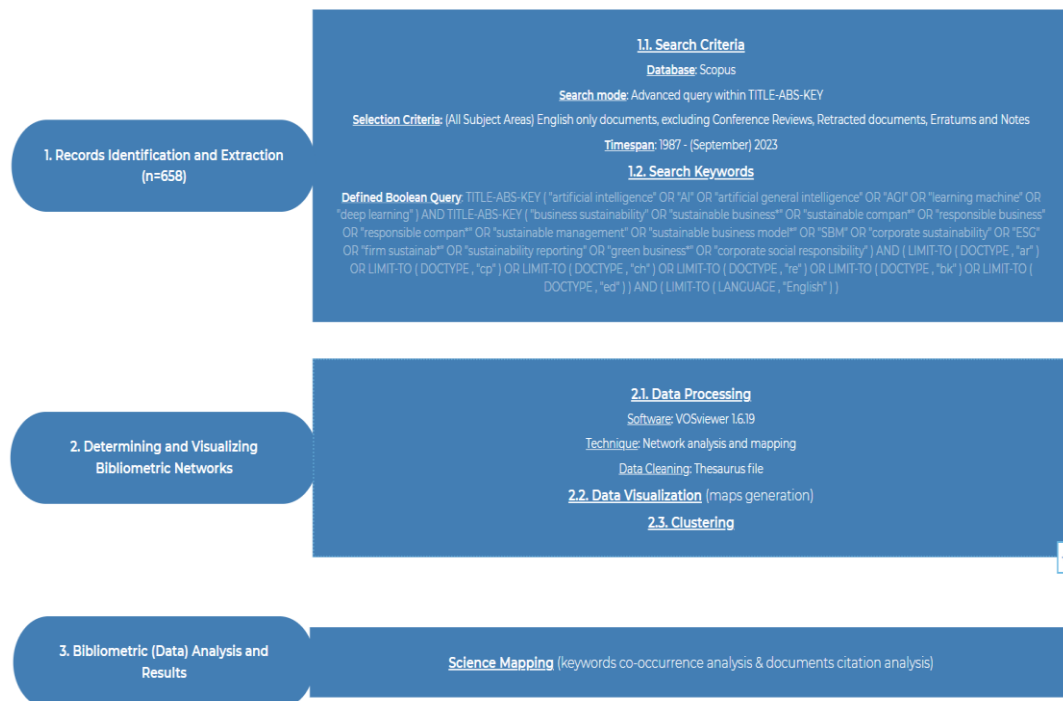 1. Records Identification and Extraction
(n=658)
1.1. Search Criteria
Database: Scopus
Search mode: Advanced query within TITLE-ABS-KEY
Selection Criteria: (All Subject Areas) English only documents, excluding Conference Reviews, Retracted documents, Erratums and Notes
Timespan: 1987 - (September) 2023
1.2. Search Keywords
Defined Boolean Query: TITLE-ABS-KEY ( "artificial intelligence" OR "AI" OR "artificial general intelligence" OR "AGI" OR "learning machine" OR
"deep learning" ) AND TITLE-ABS-KEY ( "business sustainability" OR "sustainable business*" OR "sustainable compan*" OR "responsible business"
OR "responsible compan*" OR "sustainable management" OR "sustainable business model*" OR "SBM" OR "corporate sustainability" OR "ESG"
OR "firm sustainab*" OR "sustainability reporting" OR "green business*" OR "corporate social responsibility" ) AND ( LIMIT-TO ( DOCTYPE , "ar" )
OR LIMIT-TO ( DOCTYPE , "cp" ) OR LIMIT-TO ( DOCTYPE , "ch" ) OR LIMIT-TO ( DOCTYPE , "re" ) OR LIMIT-TO ( DOCTYPE , "bk" ) OR LIMIT-TO (
DOCTYPE , "ed" ) ) AND ( LIMIT-TO ( LANGUAGE , "English" ) )
2. Determining and Visualizing
Bibliometric Networks
2.1. Data Processing
Software: VOSviewer 1.6.19
Technique: Network analysis and mapping
Data Cleaning: Thesaurus file
2.2. Data Visualization (maps generation)
2.3. Clustering
3. Bibliometric (Data) Analysis and
Results
Science Mapping (keywords co-occurrence analysis & documents citation analysis)